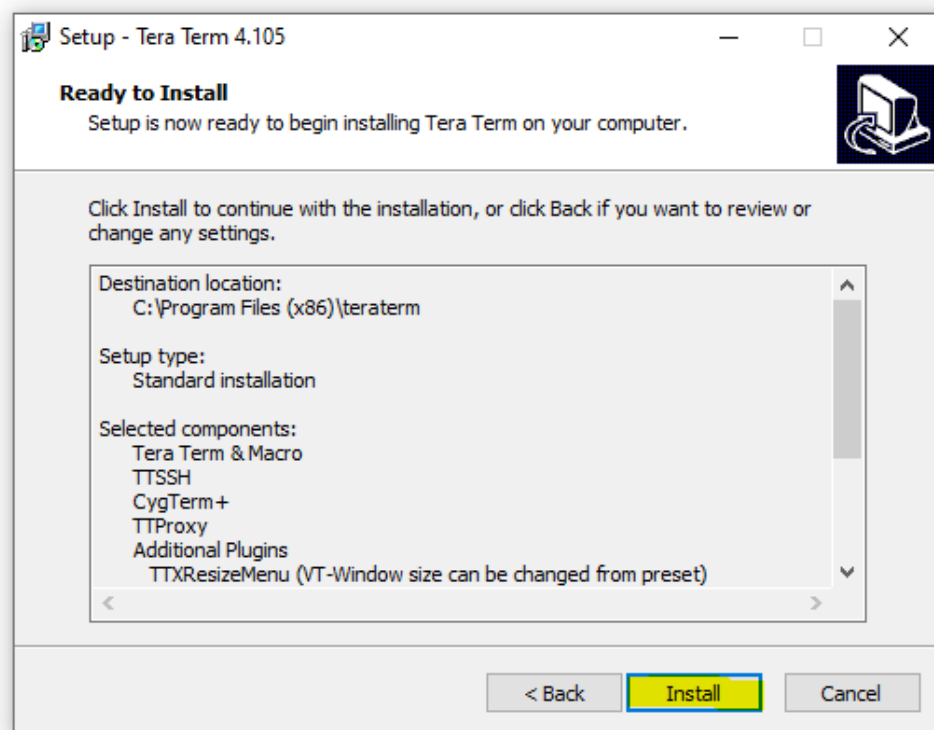 Setup - Tera Term 4.105
Ready to Install
Setup is now ready to begin installing Tera Term on your computer.
Click Install to continue with the installation, or click Back if you want to review or
change any settings.
Destination location:
C:\Program Files (x86)\teraterm
Setup type:
Standard installation
Selected components:
Tera Term & Macro
TTSSH
CygTerm+
TTProxy
Additional Plugins
TTXResizeMenu (VT-Window size can be changed from preset)
< Back
Install
Cancel